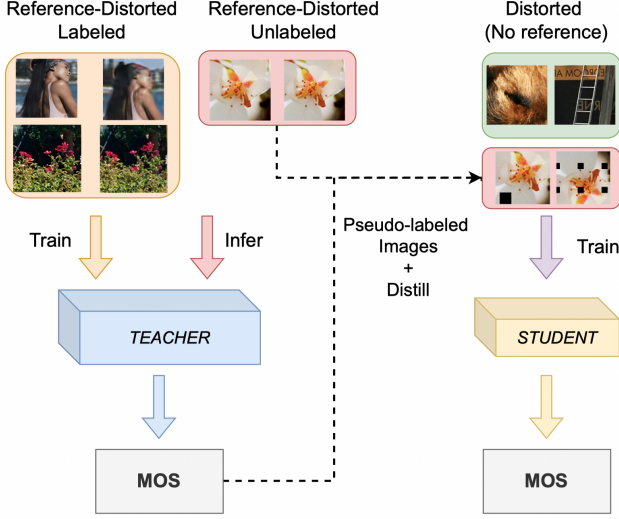 Reference-Distorted
Labeled
Reference-Distorted
Unlabeled
Distorted
(No reference)
Train
Infer
Pseudo-labeled
Images
+
Distill
Train
TEACHER
STUDENT
MOS
MOS